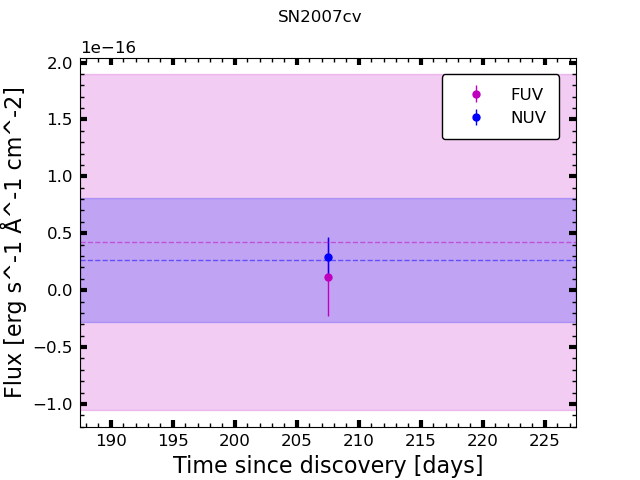 SN2007cv
1e−16
2.0
1.5
1.0
0.5
0.0
−0.5
−1.0
Flux [erg s^-1 Å^-1 cm^-2]
FUV
NUV
190 195 200 205 210 215 220 225
Time since discovery [days]